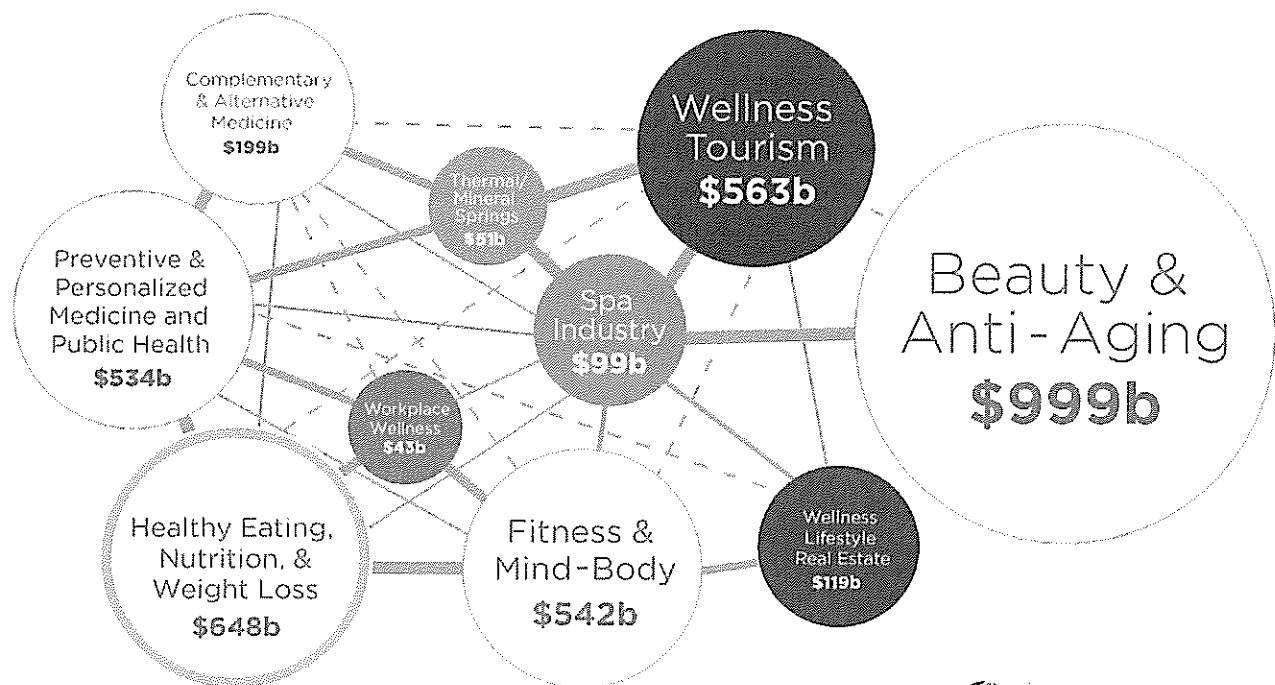 Complementary
& Alternative
Medicine
$199b
Wellness
Tourism
$563b
Thermal/
Mineral
Springs
$51b
Beauty &
Anti-Aging
$999b
Preventive &
Personalized
Medicine and
Public Health
$534b
Spa
Industry
$99b
Workplace
Wellness
$43b
Healthy Eating,
Nutrition, &
Weight Loss
$648b
Fitness &
Mind-Body
$542b
Wellness
Lifestyle
Real Estate
$119b